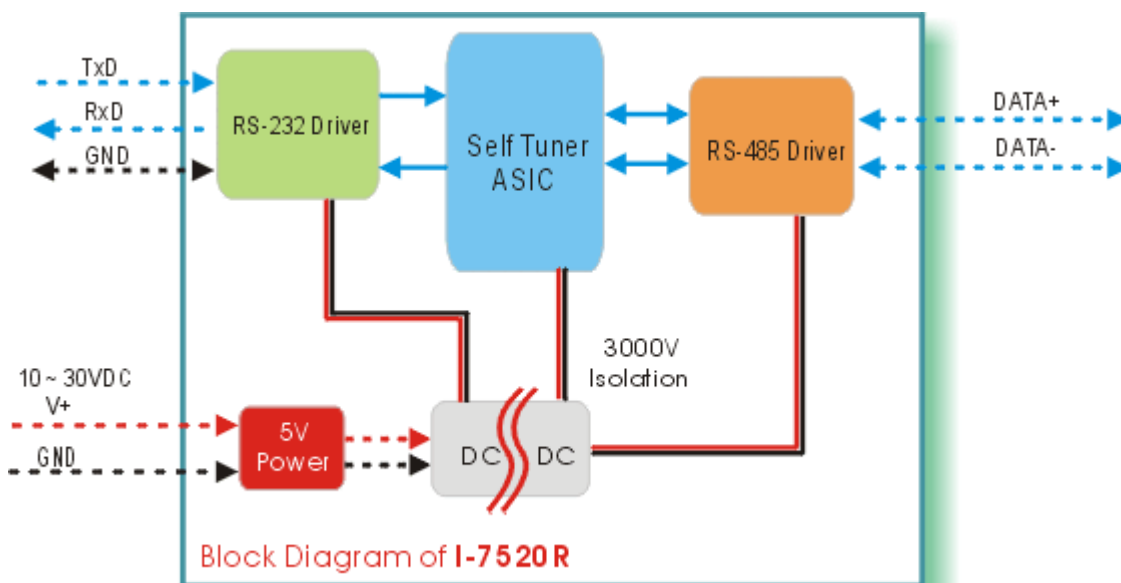 TxD
RxD
GND
RS-232 Driver
Self Tuner
ASIC
RS-485 Driver
DATA+
DATA-
3000V
Isolation
10~30VDC
V+
GND
5V
Power
DC
DC
Block Diagram of I-7520R